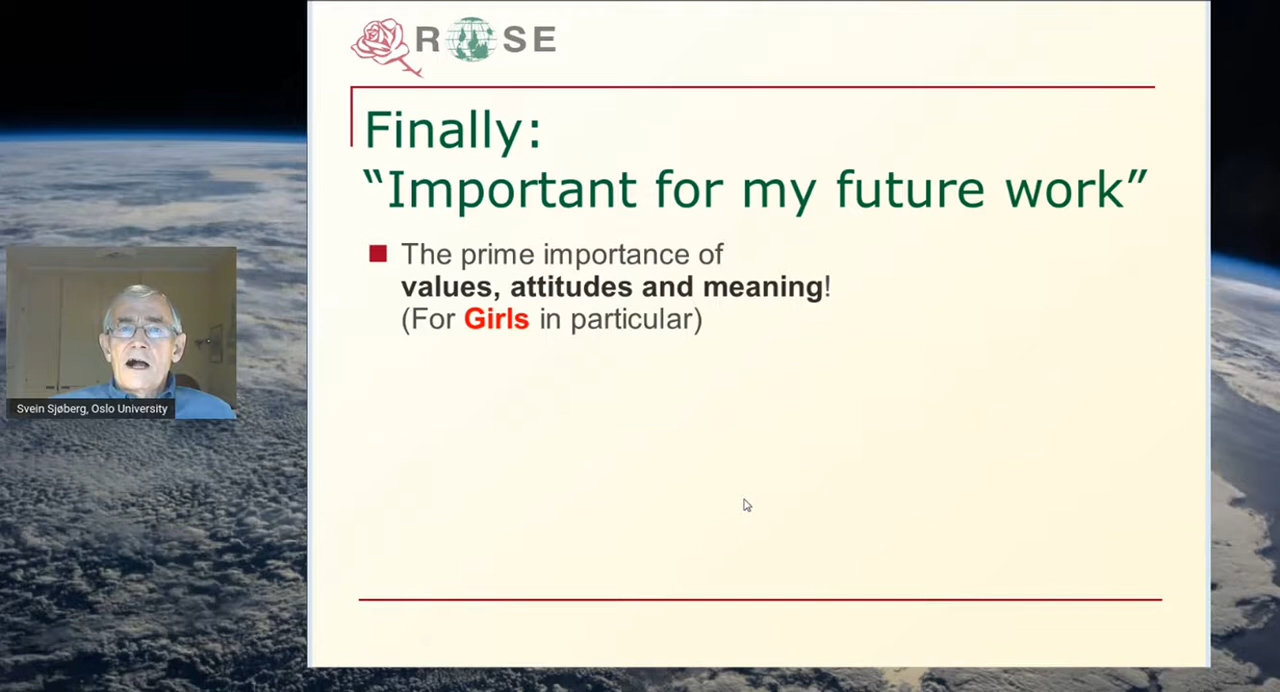 R SE
Finally:
“Important for my future work”
The prime importance of
values, attitudes and meaning!
(For Girls in particular)
Svein Sjøberg, Oslo University